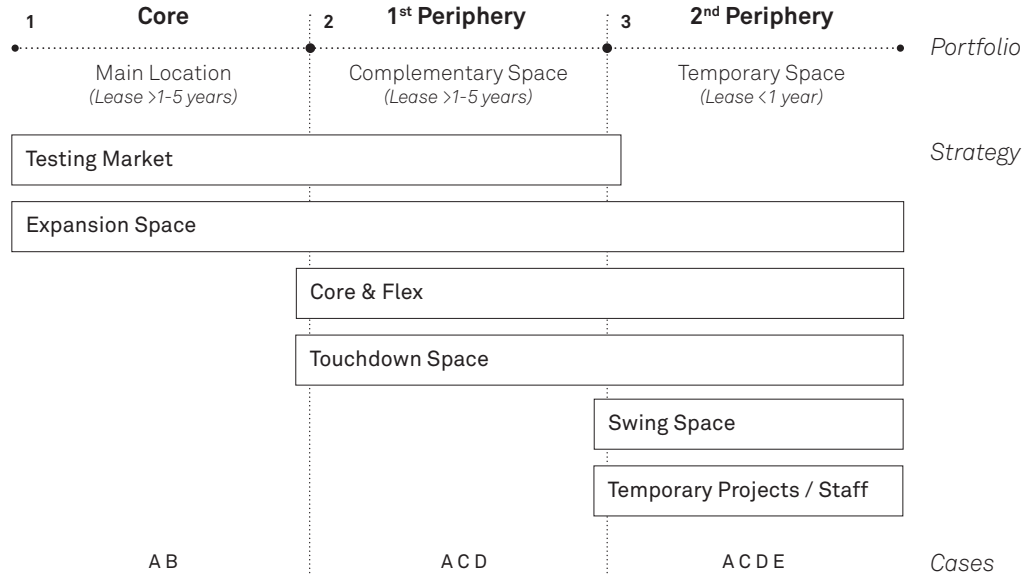 1 Core 2 1st Periphery 3 2nd Periphery
Portfolio
Main Location Complementary Space Temporary Space
(Lease >1-5 years) (Lease >1-5 years) (Lease <1 year)
Testing Market Strategy
Expansion Space
Core & Flex
Touchdown Space
Swing Space
Temporary Projects / Staff
A B A C D A C D E Cases